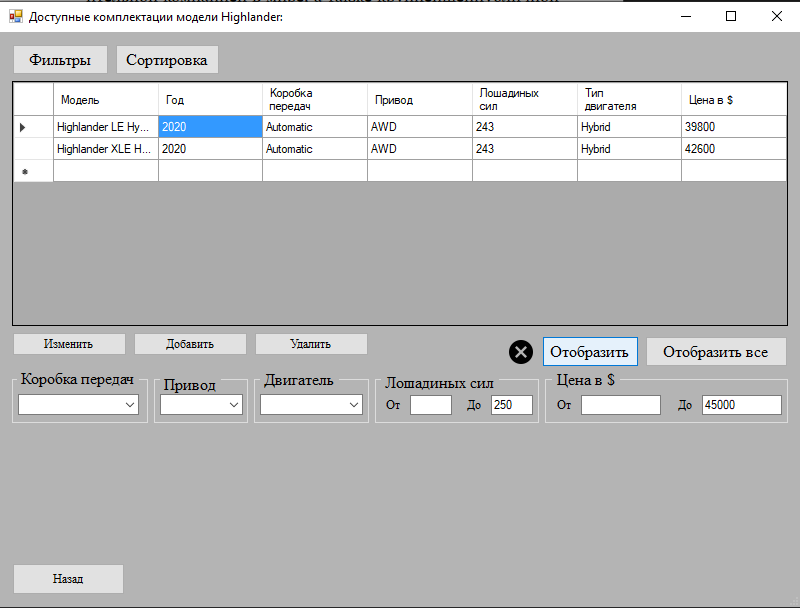 Доступные комплектации модели Highlander:
Фильтры Сортировка
Модель Год Коробка передач Привод Лошадиных сил Тип двигателя Цена в $
Highlander LE Hy... 2020 Automatic AWD 243 Hybrid 39800
Highlander XLE H... 2020 Automatic AWD 243 Hybrid 42600
Изменить Добавить Удалить Отобразить Отобразить все
Коробка передач Привод Двигатель Лошадиных сил Цена в $
От До 250 От До 45000
Назад